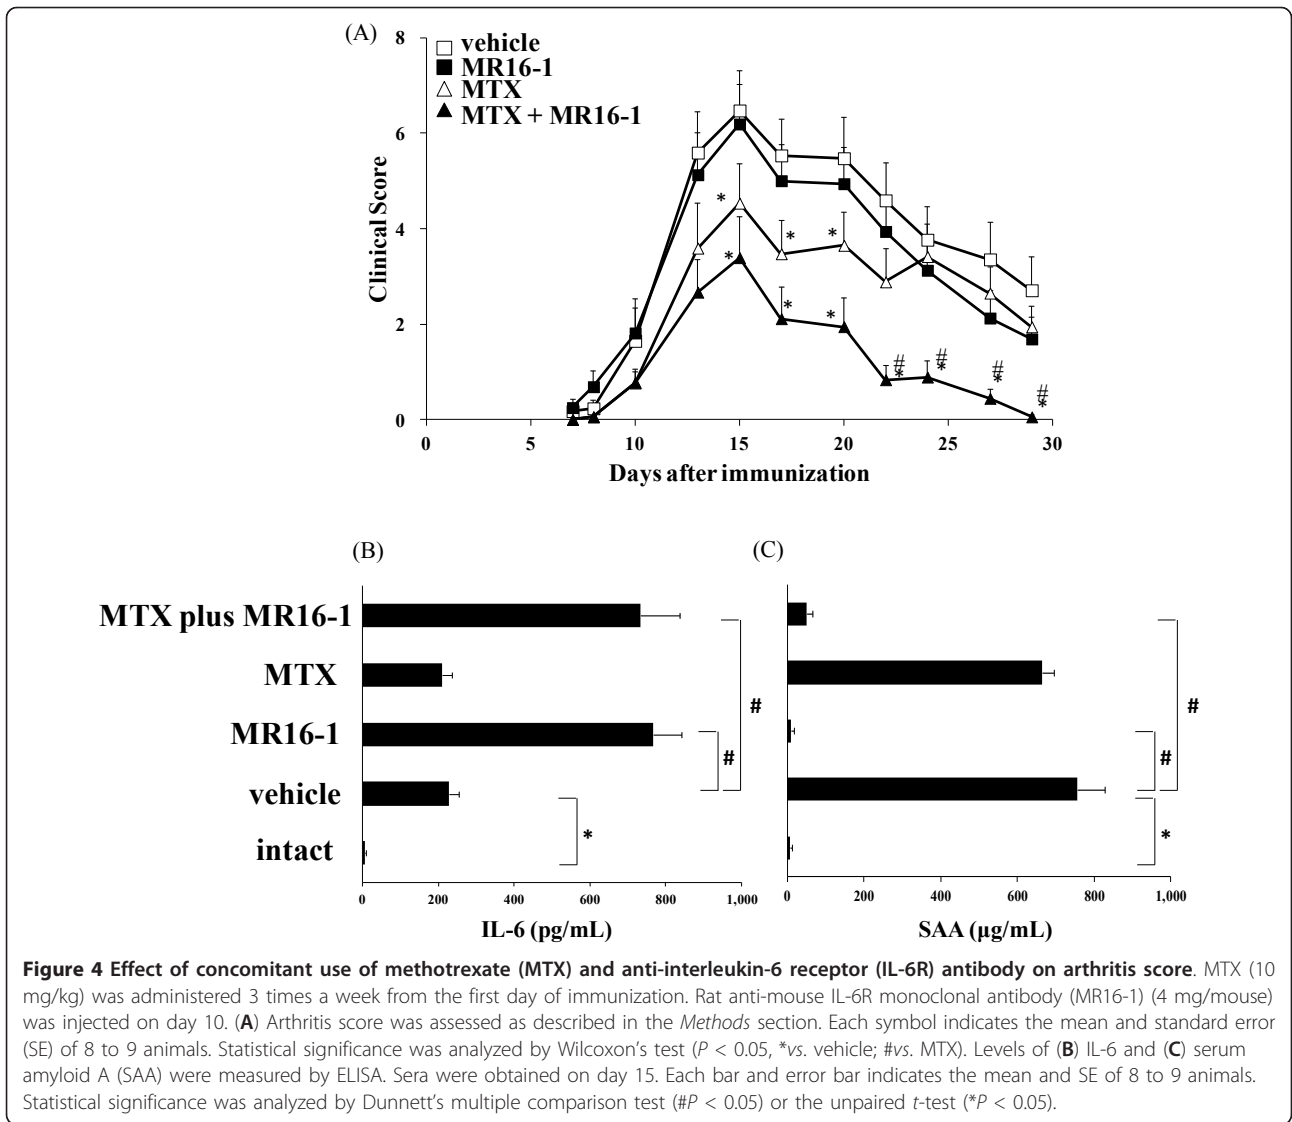 (A)
8
6
4
2
0
Clinical Score
vehicle
MR16-1
MTX
MTX + MR16-1
*
*
*
*
*
*
#
*
#
*
#
*
#
*
0 5 10 15 20 25 30
Days after immunization
(B)
MTX plus MR16-1
MTX
MR16-1
vehicle
intact
#
#
*
0 200 400 600 800 1,000
IL-6 (pg/mL)
(C)
#
#
*
0 200 400 600 800 1,000
SAA (µg/mL)
Figure 4 Effect of concomitant use of methotrexate (MTX) and anti-interleukin-6 receptor (IL-6R) antibody on arthritis score. MTX (10
mg/kg) was administered 3 times a week from the first day of immunization. Rat anti-mouse IL-6R monoclonal antibody (MR16-1) (4 mg/mouse)
was injected on day 10. (A) Arthritis score was assessed as described in the Methods section. Each symbol indicates the mean and standard error
(SE) of 8 to 9 animals. Statistical significance was analyzed by Wilcoxon's test (P < 0.05, *vs. vehicle; #vs. MTX). Levels of (B) IL-6 and (C) serum
amyloid A (SAA) were measured by ELISA. Sera were obtained on day 15. Each bar and error bar indicates the mean and SE of 8 to 9 animals.
Statistical significance was analyzed by Dunnett's multiple comparison test (#P < 0.05) or the unpaired t-test (*P < 0.05).